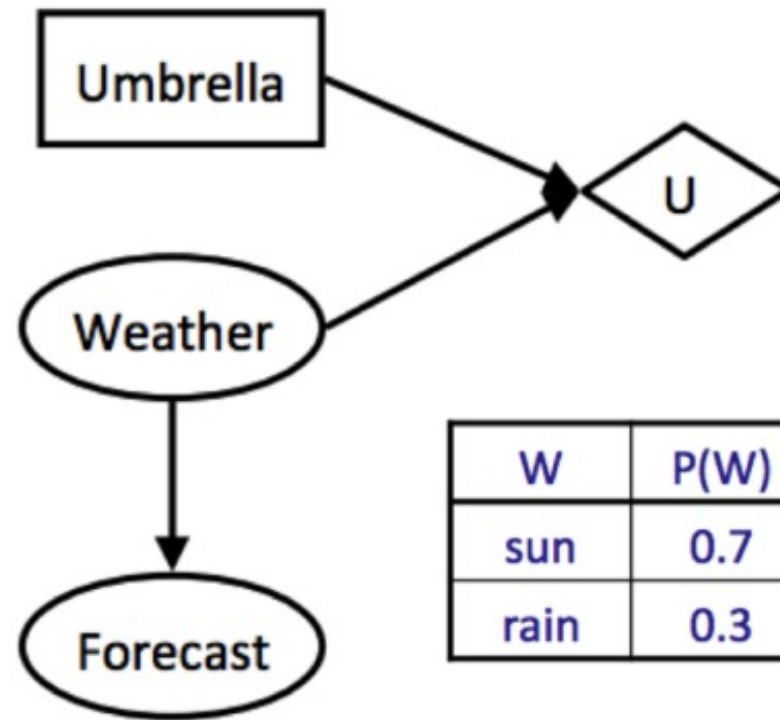 Umbrella
U
Weather
W P(W)
sun 0.7
rain 0.3
Forecast